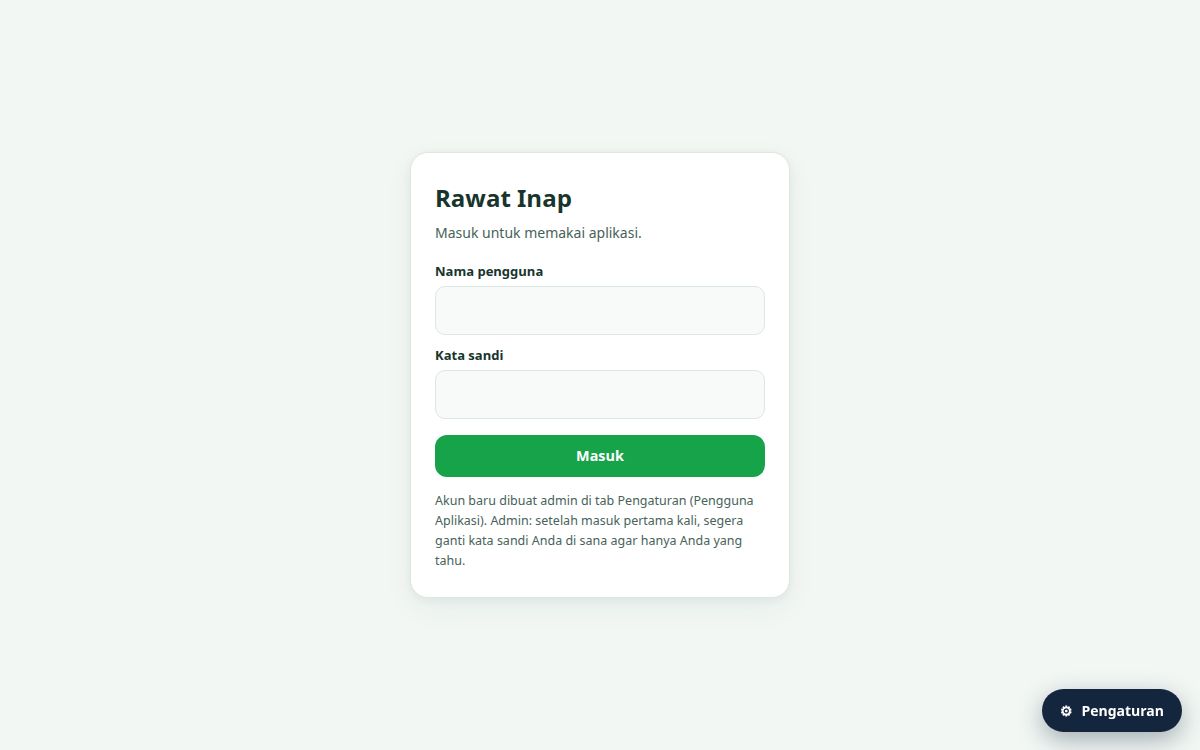 Rawat Inap
Masuk untuk memakai aplikasi.
Nama pengguna
Kata sandi
Masuk
Akun baru dibuat admin di tab Pengaturan (Pengguna
Aplikasi). Admin: setelah masuk pertama kali, segera
ganti kata sandi Anda di sana agar hanya Anda yang
tahu.
⚙ Pengaturan